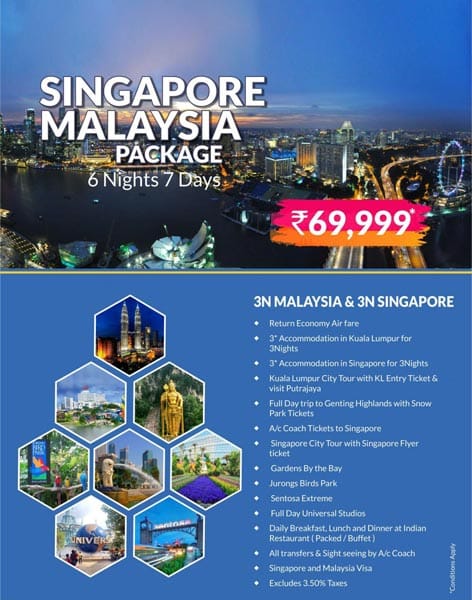 SINGAPORE
MALAYSIA
PACKAGE
6 Nights 7 Days
₹69,999*
3N MALAYSIA & 3N SINGAPORE
Return Economy Air fare
3* Accommodation in Kuala Lumpur for
3Nights
3* Accommodation in Singapore for 3Nights
Kuala Lumpur City Tour with KL Entry Ticket &
visit Putrajaya
Full Day trip to Genting Highlands with Snow
Park Tickets
A/c Coach Tickets to Singapore
Singapore City Tour with Singapore Flyer
ticket
Gardens By the Bay
Jurongs Birds Park
Sentosa Extreme
Full Day Universal Studios
Daily Breakfast, Lunch and Dinner at Indian
Restaurant ( Packed / Buffet )
All transfers & Sight seeing by A/c Coach
Singapore and Malaysia Visa
Excludes 3.50% Taxes
*Conditions Apply
UNIVERS